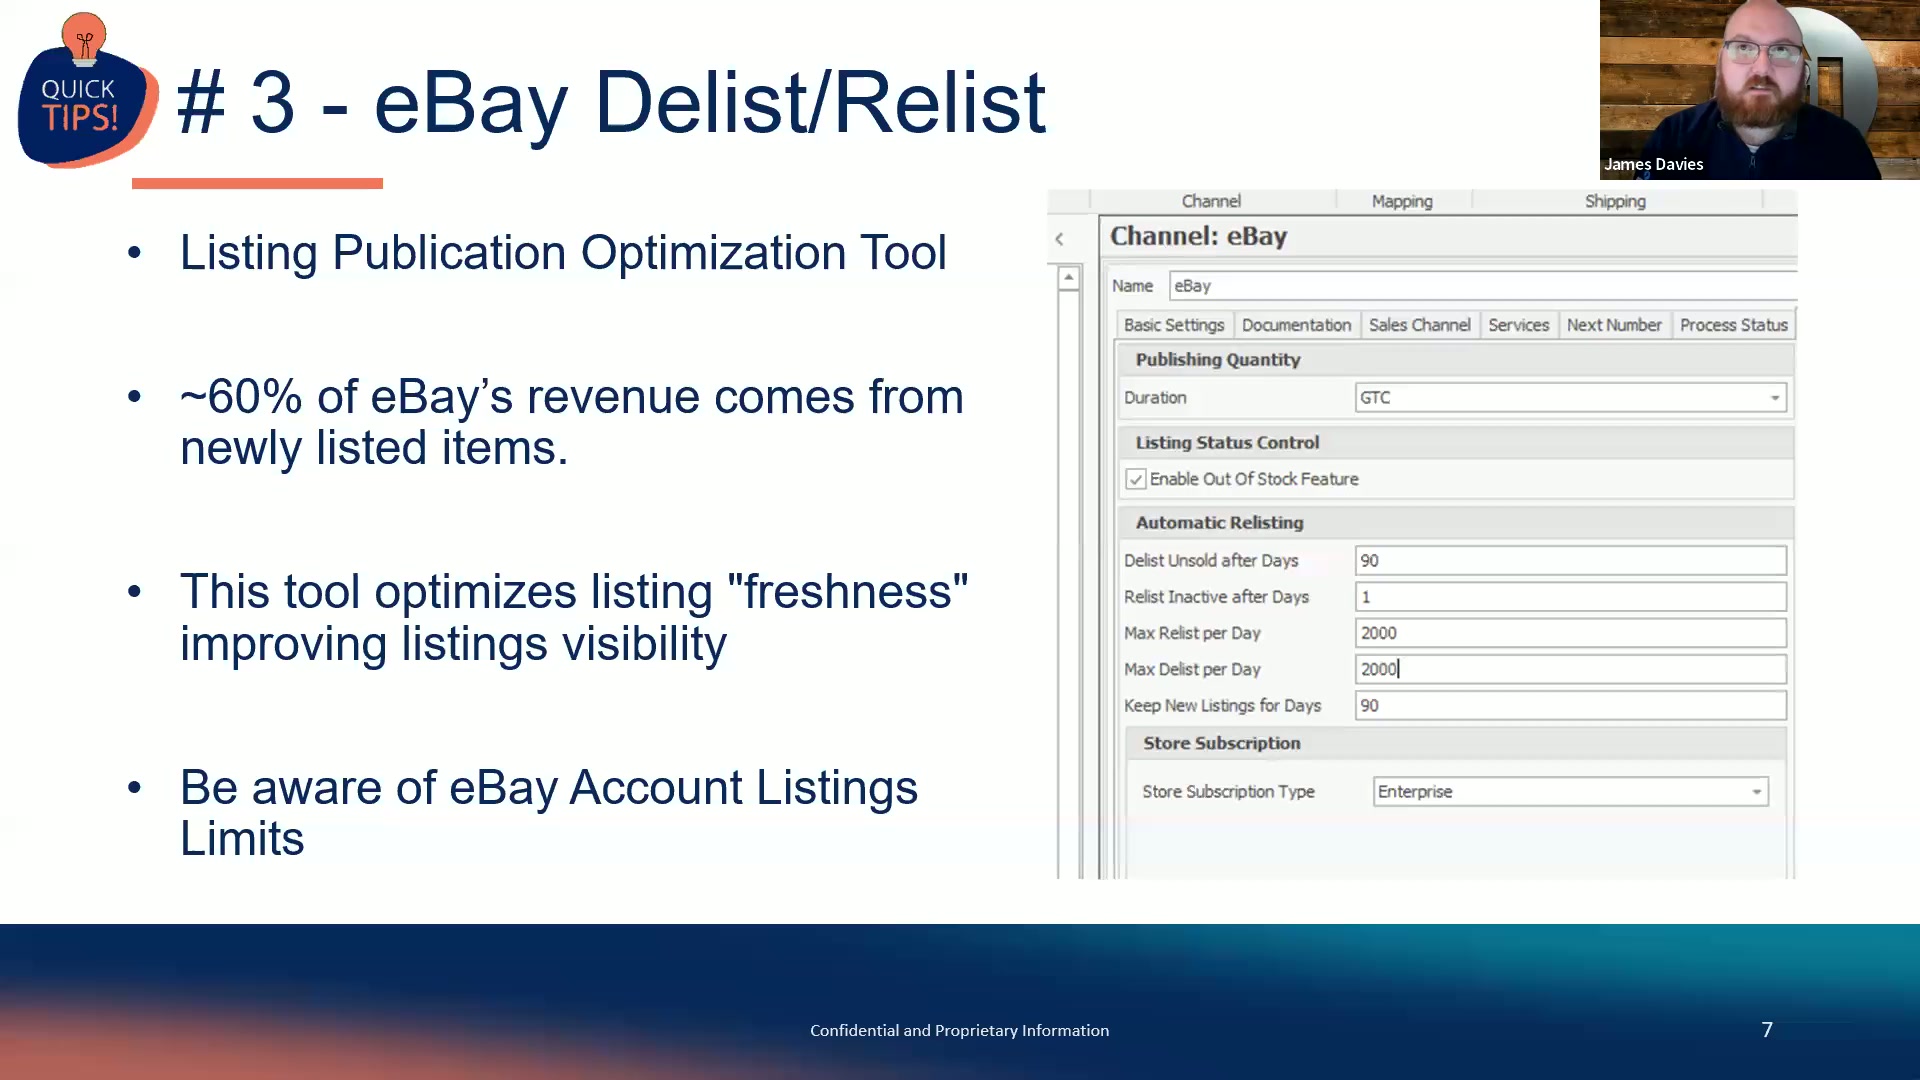 QUICK
TIPS!
# 3 - eBay Delist/Relist
James Davies
• Listing Publication Optimization Tool
• ~60% of eBay’s revenue comes from
newly listed items.
• This tool optimizes listing "freshness"
improving listings visibility
• Be aware of eBay Account Listings
Limits
Channel Mapping Shipping
Channel: eBay
Name eBay
Basic Settings Documentation Sales Channel Services Next Number Process Status
Publishing Quantity
Duration GTC
Listing Status Control
Enable Out Of Stock Feature
Automatic Relisting
Delist Unsold after Days 90
Relist Inactive after Days 1
Max Relist per Day 2000
Max Delist per Day 2000
Keep New Listings for Days 90
Store Subscription
Store Subscription Type Enterprise
Confidential and Proprietary Information
7